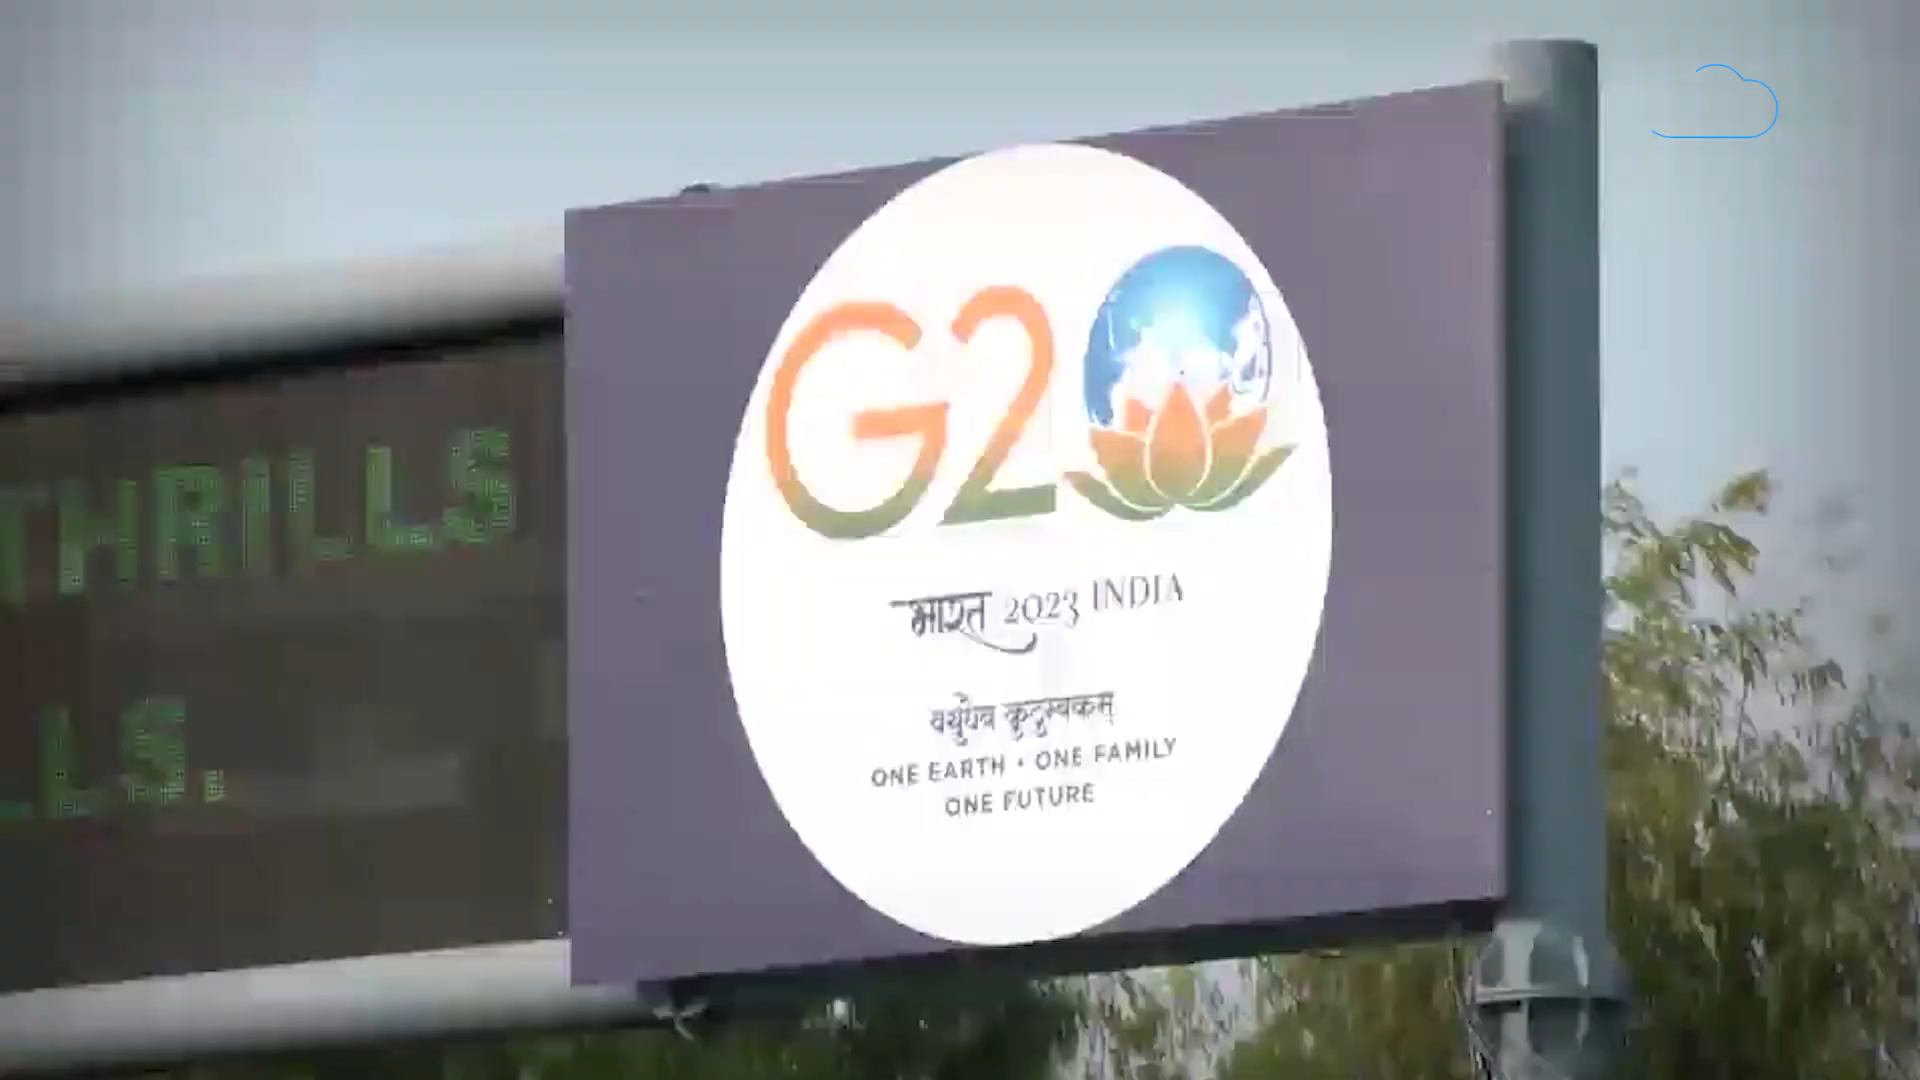 THRILLS
LS.
G20
भारत 2023 INDIA
वसुधैव कुटुम्बकम्
ONE EARTH • ONE FAMILY
ONE FUTURE